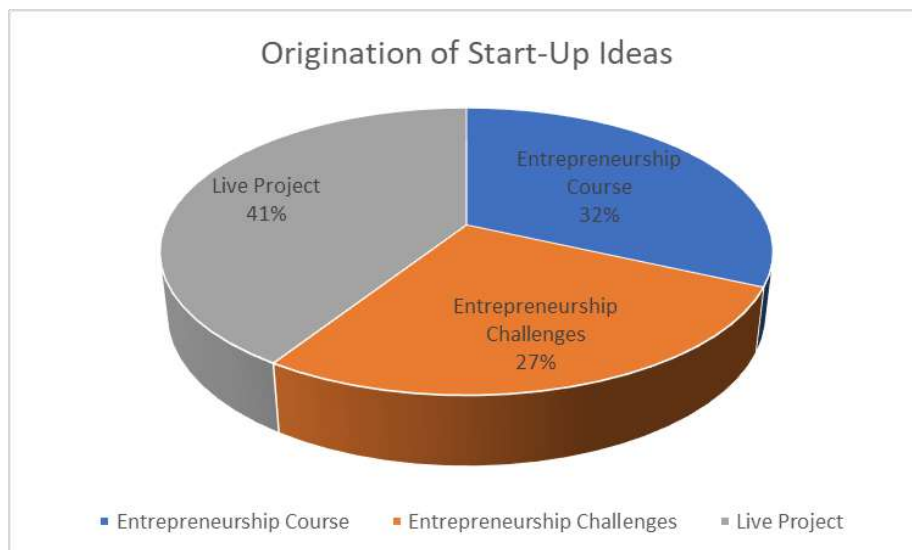 Origination of Start-Up Ideas
Entrepreneurship
Course
32%
Live Project
41%
Entrepreneurship
Challenges
27%
Entrepreneurship Course Entrepreneurship Challenges Live Project